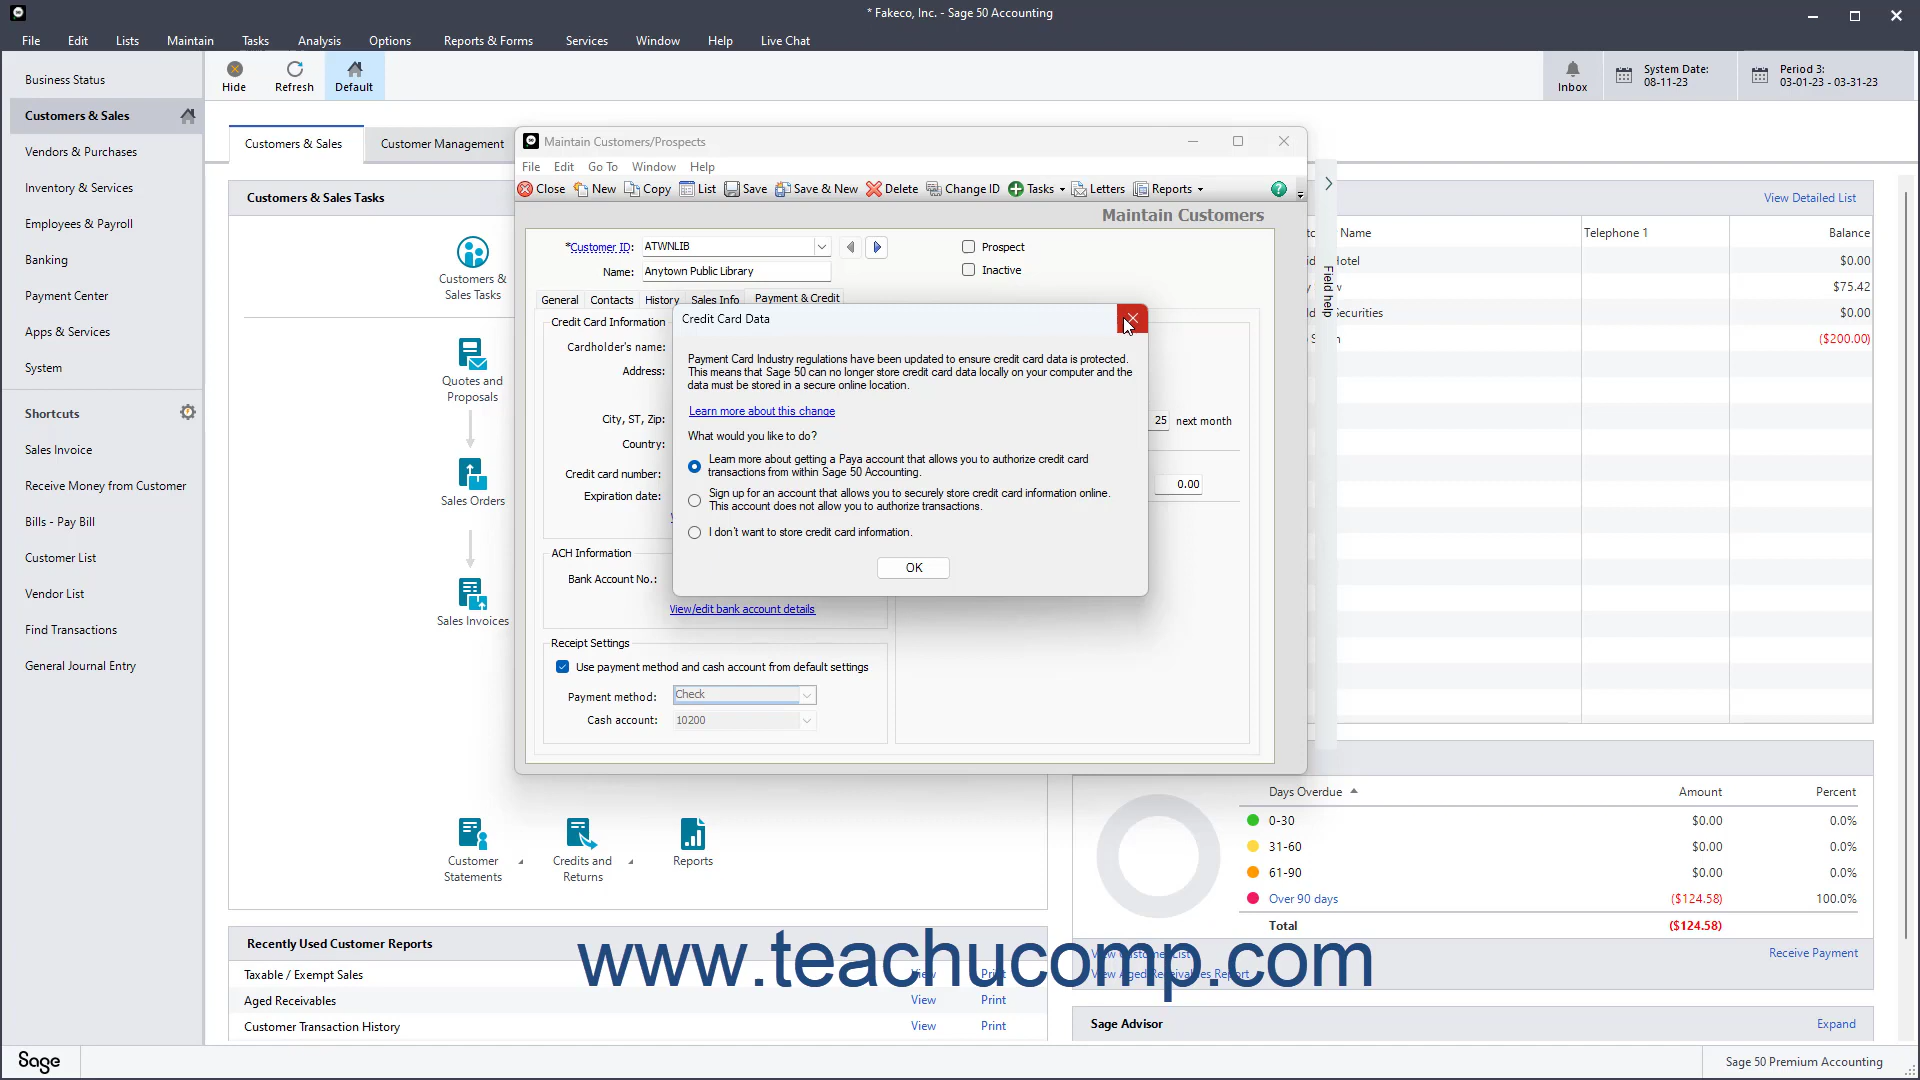 * Fakeco, Inc. - Sage 50 Accounting
File Edit Lists Maintain Tasks Analysis Options Reports & Forms Services Window Help Live Chat
Hide Refresh Default
Inbox
System Date:
08-11-23
Period 3:
03-01-23 - 03-31-23
Business Status
Customers & Sales
Vendors & Purchases
Inventory & Services
Employees & Payroll
Banking
Payment Center
Apps & Services
System
Shortcuts
Sales Invoice
Receive Money from Customer
Bills - Pay Bill
Customer List
Vendor List
Find Transactions
General Journal Entry
Customers & Sales
Customer Management
Customers & Sales Tasks
Customers &
Sales Tasks
Quotes and
Proposals
Sales Orders
Sales Invoices
Customer
Statements
Credits and
Returns
Reports
Maintain Customers/Prospects
File Edit Go To Window Help
Close New Copy List Save Save & New Delete Change ID Tasks Letters Reports
Maintain Customers
*Customer ID: ATWNLIB
Name: Anytown Public Library
Prospect
Inactive
General Contacts History Sales Info Payment & Credit
Credit Card Information
Cardholder's name:
Address:
City, ST, Zip:
Country:
Credit card number:
Expiration date:
25 next month
0.00
ACH Information
Bank Account No.:
View/edit bank account details
Receipt Settings
Use payment method and cash account from default settings
Payment method: Check
Cash account: 10200
Credit Card Data
Payment Card Industry regulations have been updated to ensure credit card data is protected.
This means that Sage 50 can no longer store credit card data locally on your computer and the
data must be stored in a secure online location.
Learn more about this change
What would you like to do?
Learn more about getting a Paya account that allows you to authorize credit card
transactions from within Sage 50 Accounting.
Sign up for an account that allows you to securely store credit card information online.
This account does not allow you to authorize transactions.
I don't want to store credit card information.
OK
Field help
View Detailed List
Name Telephone 1 Balance
Hotel $0.00
$75.42
Securities $0.00
($200.00)
Days Overdue Amount Percent
0-30 $0.00 0.0%
31-60 $0.00 0.0%
61-90 $0.00 0.0%
Over 90 days ($124.58) 100.0%
Total ($124.58)
View Customer List
Receive Payment
View Aged Receivables Report
Recently Used Customer Reports
Taxable / Exempt Sales View Print
Aged Receivables View Print
Customer Transaction History View Print
Sage Advisor Expand
www.teachucomp.com
Sage
Sage 50 Premium Accounting